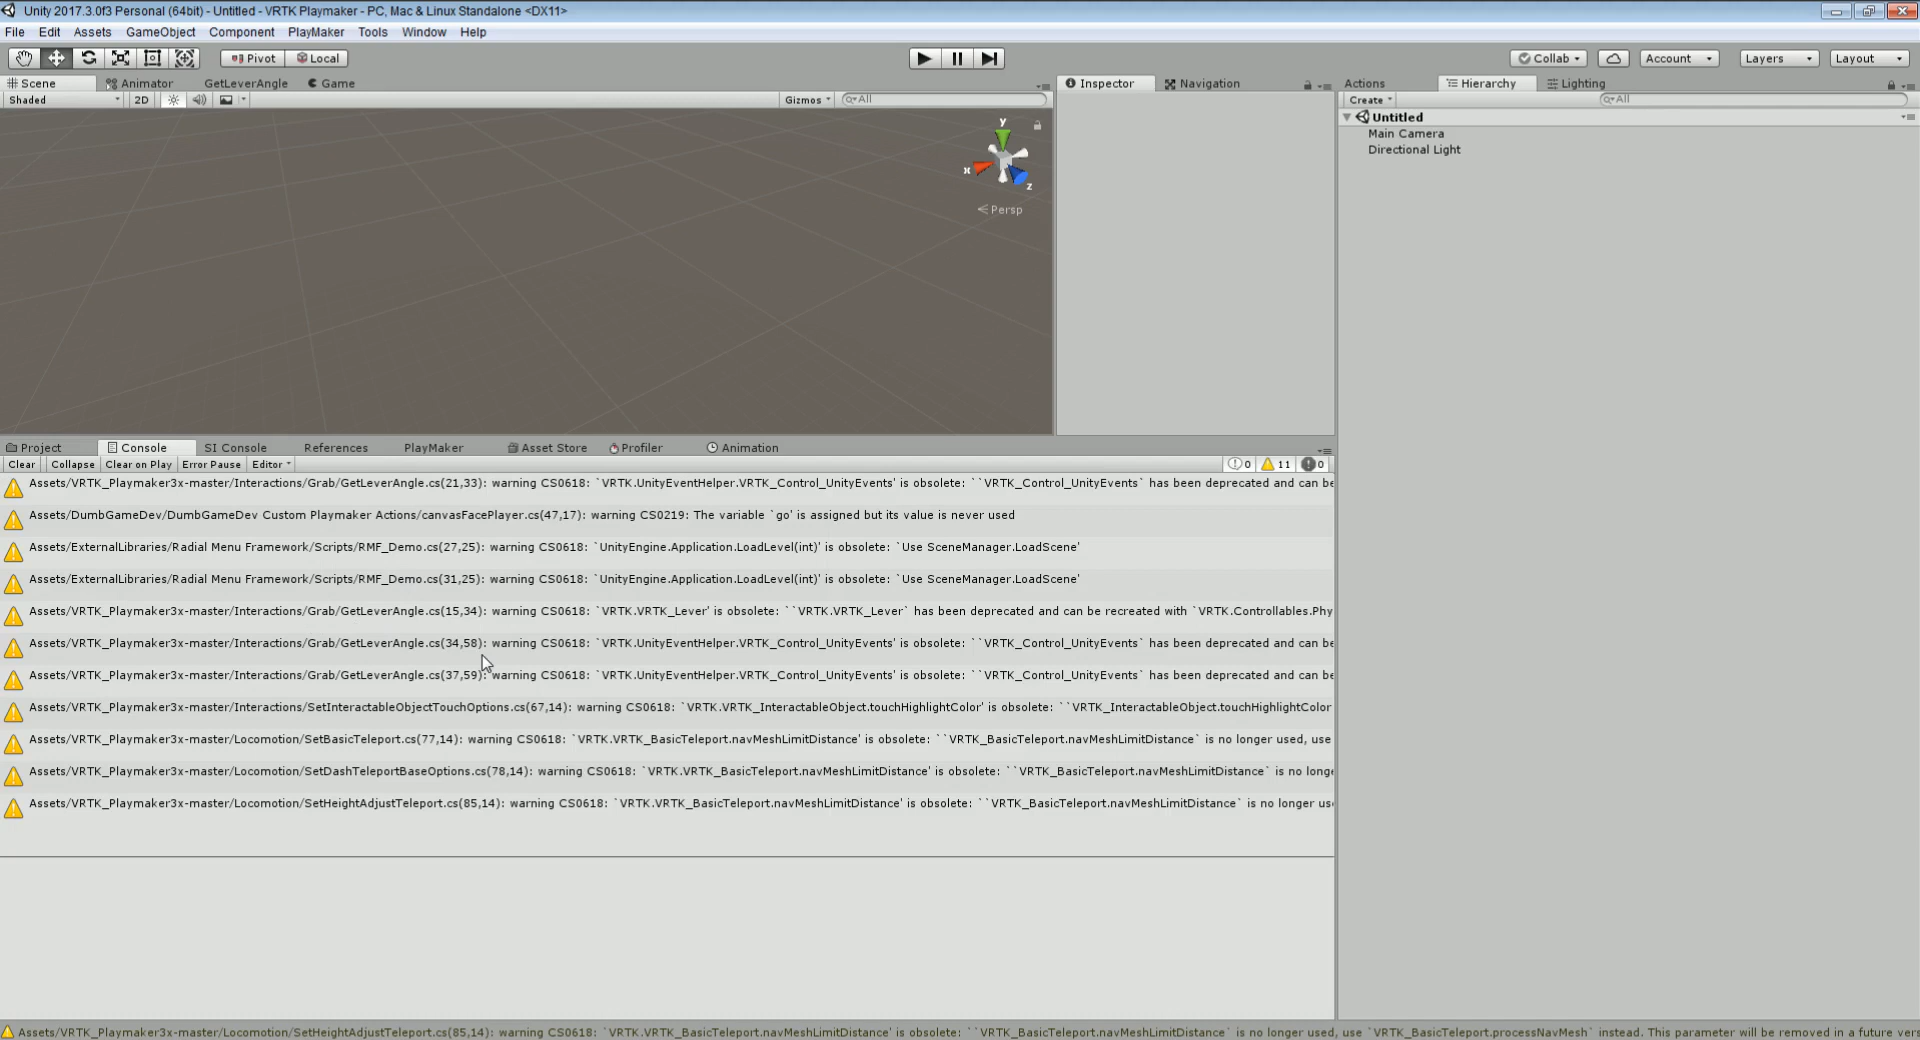 Unity 2017.3.0f3 Personal (64bit) - Untitled - VRTK Playmaker - PC, Mac & Linux Standalone <DX11>
File Edit Assets GameObject Component PlayMaker Tools Window Help
Pivot Local Collab Account Layers Layout
Scene Animator GetLeverAngle Game Inspector Navigation Actions Hierarchy Lighting
Shaded 2D Gizmos All Create All
Untitled
Main Camera
Directional Light
y
x
z
Persp
Project Console SI Console References PlayMaker Asset Store Profiler Animation
Clear Collapse Clear on Play Error Pause Editor 0 11 0
Assets/VRTK_Playmaker3x-master/Interactions/Grab/GetLeverAngle.cs(21,33): warning CS0618: `VRTK.UnityEventHelper.VRTK_Control_UnityEvents' is obsolete: ``VRTK_Control_UnityEvents` has been deprecated and can be
Assets/DumbGameDev/DumbGameDev Custom Playmaker Actions/canvasFacePlayer.cs(47,17): warning CS0219: The variable `go' is assigned but its value is never used
Assets/ExternalLibraries/Radial Menu Framework/Scripts/RMF_Demo.cs(27,25): warning CS0618: `UnityEngine.Application.LoadLevel(int)' is obsolete: `Use SceneManager.LoadScene'
Assets/ExternalLibraries/Radial Menu Framework/Scripts/RMF_Demo.cs(31,25): warning CS0618: `UnityEngine.Application.LoadLevel(int)' is obsolete: `Use SceneManager.LoadScene'
Assets/VRTK_Playmaker3x-master/Interactions/Grab/GetLeverAngle.cs(15,34): warning CS0618: `VRTK.VRTK_Lever' is obsolete: ``VRTK.VRTK_Lever` has been deprecated and can be recreated with `VRTK.Controllables.Phy
Assets/VRTK_Playmaker3x-master/Interactions/Grab/GetLeverAngle.cs(34,58): warning CS0618: `VRTK.UnityEventHelper.VRTK_Control_UnityEvents' is obsolete: ``VRTK_Control_UnityEvents` has been deprecated and can be
Assets/VRTK_Playmaker3x-master/Interactions/Grab/GetLeverAngle.cs(37,59): warning CS0618: `VRTK.UnityEventHelper.VRTK_Control_UnityEvents' is obsolete: ``VRTK_Control_UnityEvents` has been deprecated and can be
Assets/VRTK_Playmaker3x-master/Interactions/SetInteractableObjectTouchOptions.cs(67,14): warning CS0618: `VRTK.VRTK_InteractableObject.touchHighlightColor' is obsolete: ``VRTK_InteractableObject.touchHighlightColor
Assets/VRTK_Playmaker3x-master/Locomotion/SetBasicTeleport.cs(77,14): warning CS0618: `VRTK.VRTK_BasicTeleport.navMeshLimitDistance' is obsolete: ``VRTK_BasicTeleport.navMeshLimitDistance` is no longer used, use
Assets/VRTK_Playmaker3x-master/Locomotion/SetDashTeleportBaseOptions.cs(78,14): warning CS0618: `VRTK.VRTK_BasicTeleport.navMeshLimitDistance' is obsolete: ``VRTK_BasicTeleport.navMeshLimitDistance` is no longe
Assets/VRTK_Playmaker3x-master/Locomotion/SetHeightAdjustTeleport.cs(85,14): warning CS0618: `VRTK.VRTK_BasicTeleport.navMeshLimitDistance' is obsolete: ``VRTK_BasicTeleport.navMeshLimitDistance` is no longer us
Assets/VRTK_Playmaker3x-master/Locomotion/SetHeightAdjustTeleport.cs(85,14): warning CS0618: `VRTK.VRTK_BasicTeleport.navMeshLimitDistance' is obsolete: ``VRTK_BasicTeleport.navMeshLimitDistance` is no longer used, use `VRTK_BasicTeleport.processNavMesh` instead. This parameter will be removed in a future vers